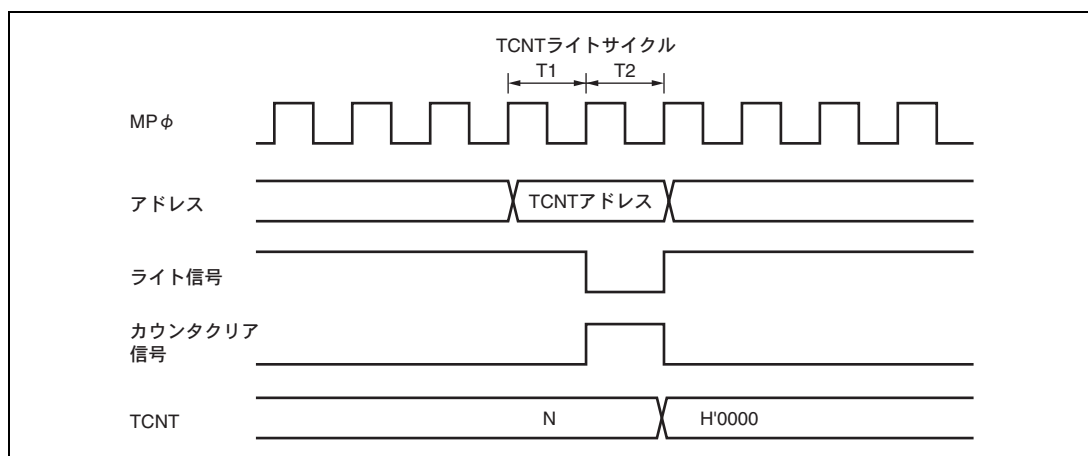 TCNTライトサイクル
T1 T2
MPφ
アドレス
TCNTアドレス
ライト信号
カウンタクリア
信号
TCNT
N
H'0000